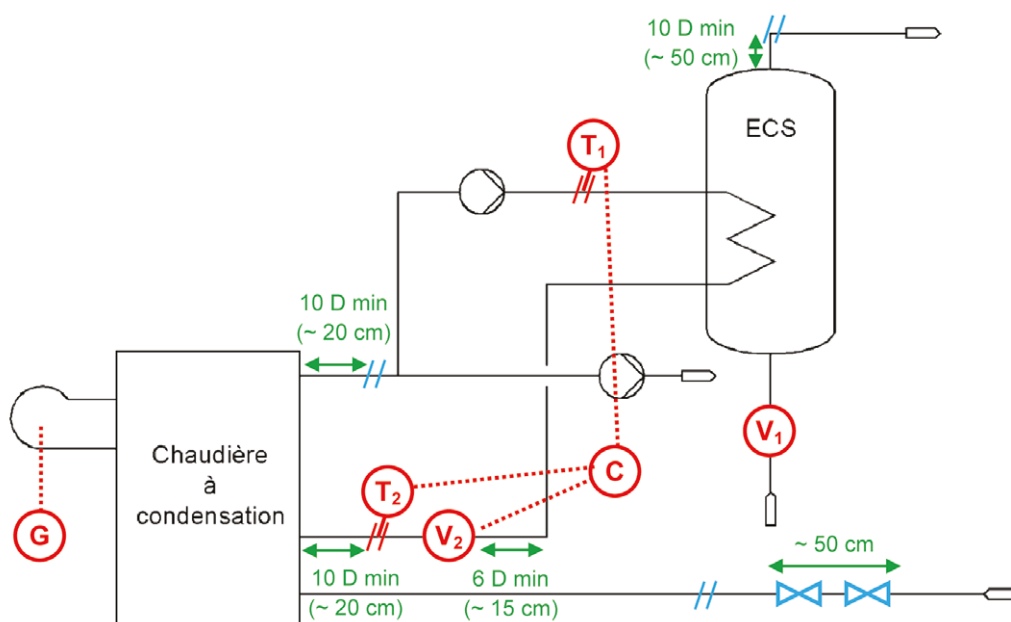 10 D min
(~ 50 cm)
ECS
T₁
10 D min
(~ 20 cm)
V₁
Chaudière
à
condensation
C
T₂
G
V₂
10 D min
(~ 20 cm)
6 D min
(~ 15 cm)
~ 50 cm